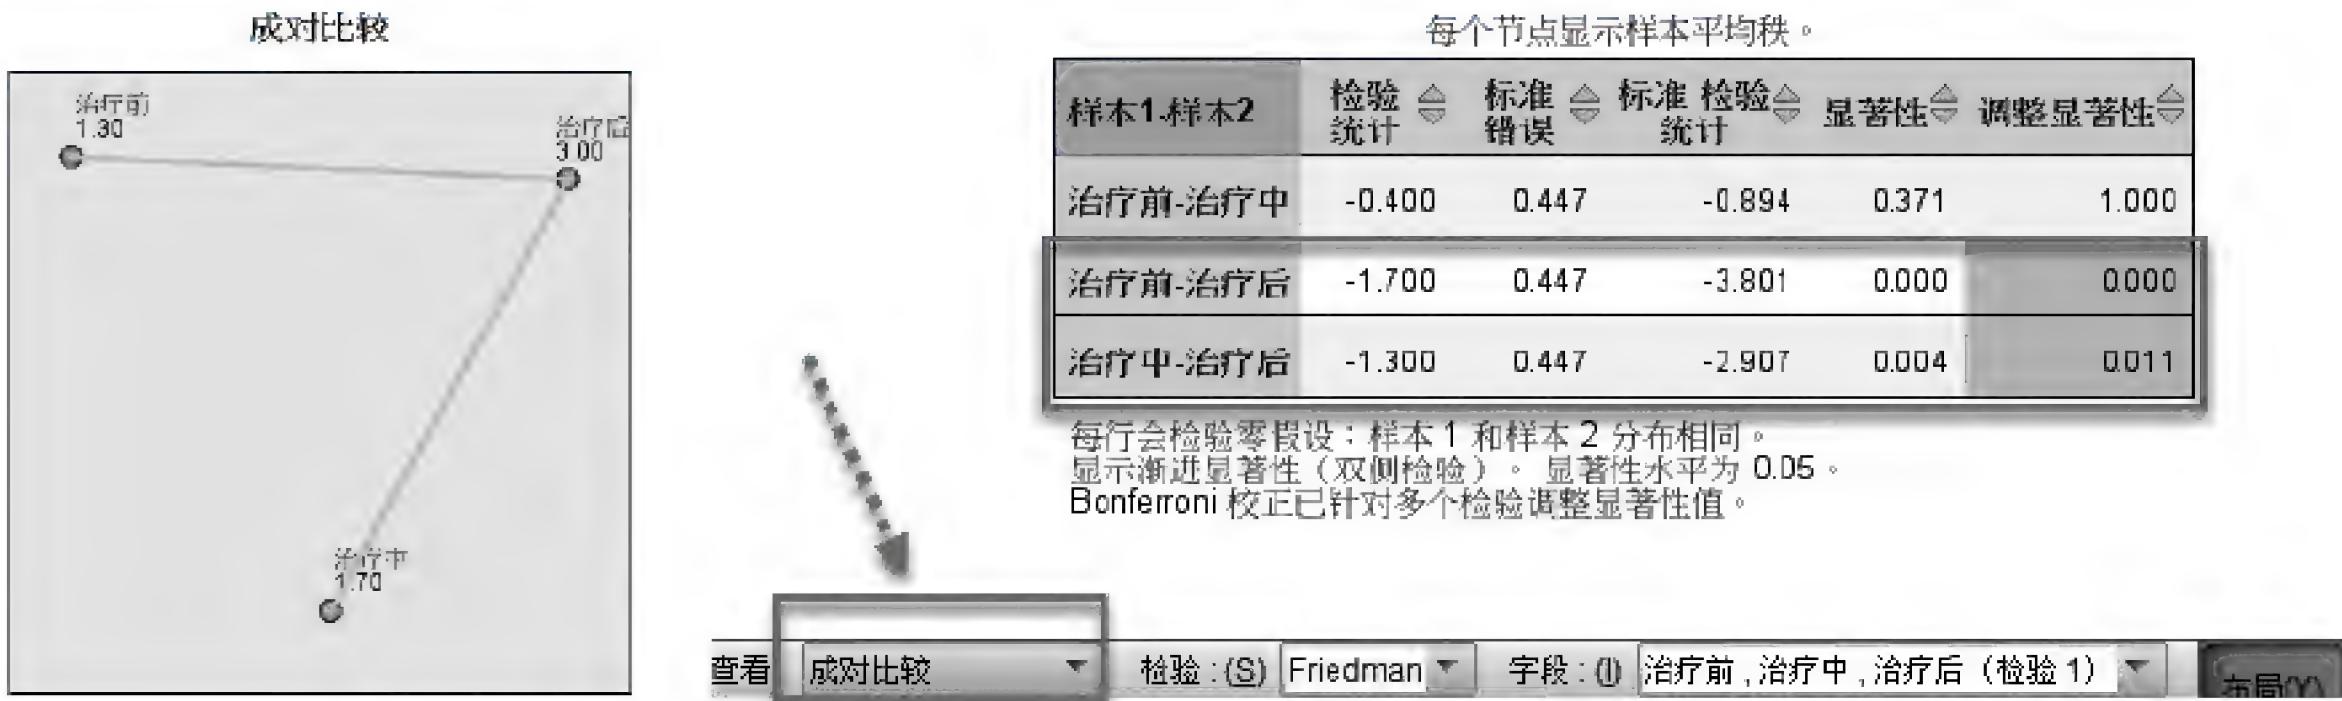 成对比较
治疗前
1.30
治疗后
3.00
治疗中
1.70
每个节点显示样本平均秩。
样本1-样本2 检验统计 标准错误 标准检验统计 显著性 调整显著性
治疗前-治疗中 -0.400 0.447 -0.894 0.371 1.000
治疗前-治疗后 -1.700 0.447 -3.801 0.000 0.000
治疗中-治疗后 -1.300 0.447 -2.907 0.004 0.011
每行会检验零假设：样本 1 和样本 2 分布相同。
显示渐进显著性（双侧检验）。 显著性水平为 0.05。
Bonferroni 校正已针对多个检验调整显著性值。
查看 成对比较 检验:(S) Friedman 字段:(I) 治疗前,治疗中,治疗后（检验 1） 布局(Y)